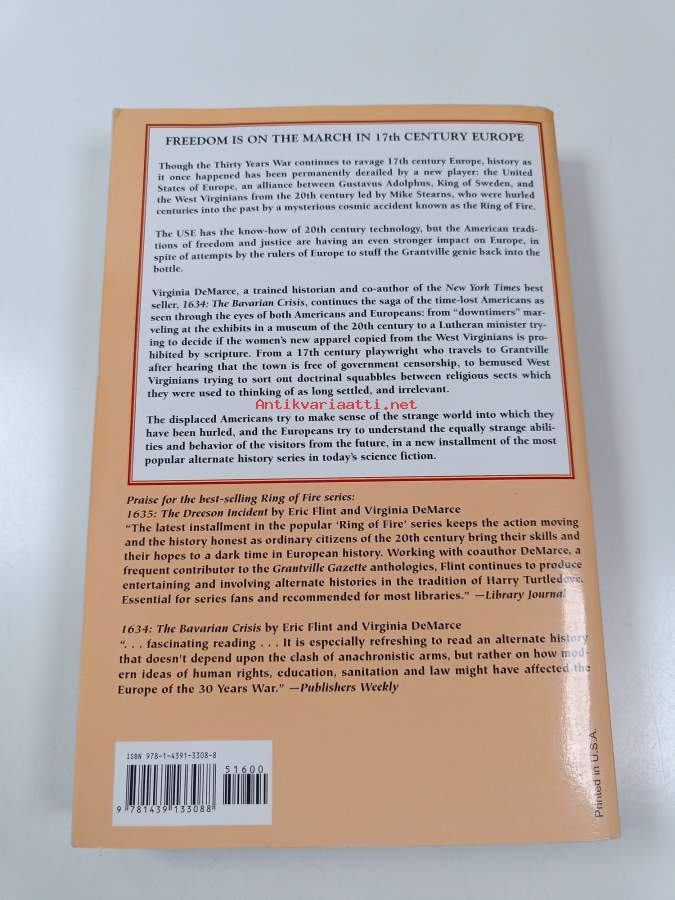 FREEDOM IS ON THE MARCH IN 17th CENTURY EUROPE
Though the Thirty Years War continues to ravage 17th century Europe, history as
it once happened has been permanently derailed by a new player: the United
States of Europe, an alliance between Gustavus Adolphus, King of Sweden, and
the West Virginians from the 20th century led by Mike Stearns, who were hurled
centuries into the past by a mysterious cosmic accident known as the Ring of Fire.
The USE has the know-how of 20th century technology, but the American tradi-
tions of freedom and justice are having an even stronger impact on Europe, in
spite of attempts by the rulers of Europe to stuff the Grantville genie back into the
bottle.
Virginia DeMarce, a trained historian and co-author of the New York Times best
seller, 1634: The Bavarian Crisis, continues the saga of the time-lost Americans as
seen through the eyes of both Americans and Europeans: from “downtimers” mar-
veling at the exhibits in a museum of the 20th century to a Lutheran minister try-
ing to decide if the women's new apparel copied from the West Virginians is pro-
hibited by scripture. From a 17th century playwright who travels to Grantville
after hearing that the town is free of government censorship, to bemused West
Virginians trying to sort out doctrinal squabbles between religious sects which
they were used to thinking of as long settled, and irrelevant.
Antikvariaatti.net
The displaced Americans try to make sense of the strange world into which they
have been hurled, and the Europeans try to understand the equally strange abili-
ties and behavior of the visitors from the future, in a new installment of the most
popular alternate history series in today's science fiction.
Praise for the best-selling Ring of Fire series:
1635: The Dreeson Incident by Eric Flint and Virginia DeMarce
“The latest installment in the popular ‘Ring of Fire’ series keeps the action moving
and the history honest as ordinary citizens of the 20th century bring their skills and
their hopes to a dark time in European history. Working with coauthor DeMarce, a
frequent contributor to the Grantville Gazette anthologies, Flint continues to produce
entertaining and involving alternate histories in the tradition of Harry Turtledove.
Essential for series fans and recommended for most libraries.” —Library Journal
1634: The Bavarian Crisis by Eric Flint and Virginia DeMarce
“. . . fascinating reading . . . It is especially refreshing to read an alternate history
that doesn't depend upon the clash of anachronistic arms, but rather on how mod-
ern ideas of human rights, education, sanitation and law might have affected the
Europe of the 30 Years War.” —Publishers Weekly
ISBN 978-1-4391-3308-8
51600
9 781439 133088
Printed in U.S.A.